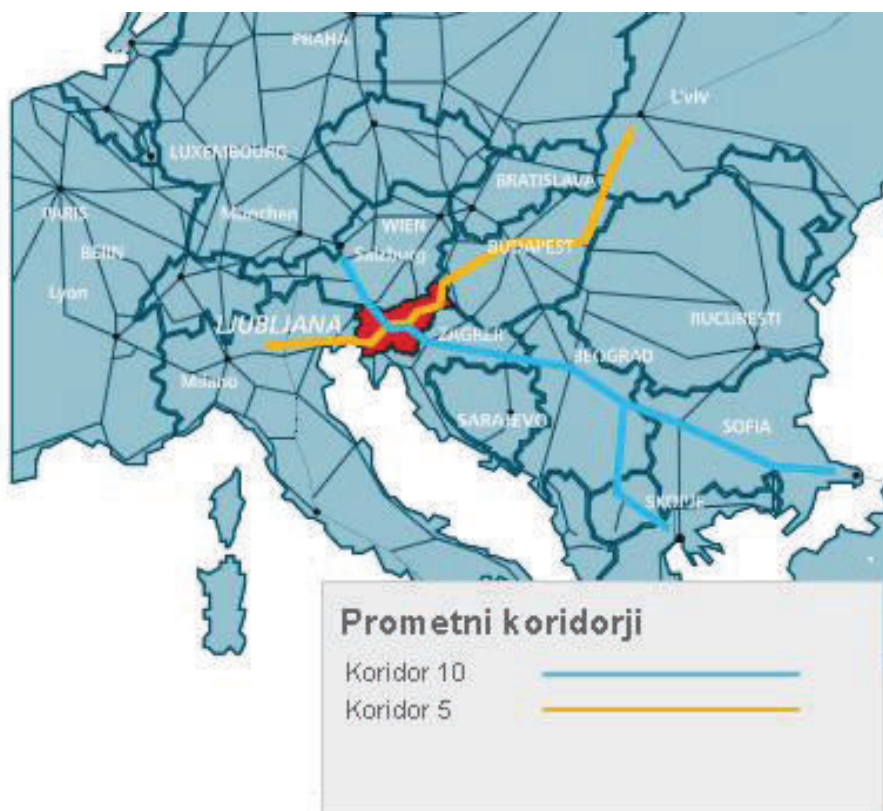 PRAHA
L'viv
LUXEMBOURG
BRATISLAVA
PARIS
München
WIEN
BERN
Salzburg
BUDAPEST
Lyon
LJUBLJANA
BUCURESTI
ZAGREB
BEOGRAD
Milano
SARAJEVO
SOFIA
SKOPJE
Prometni koridorji
Koridor 10
Koridor 5